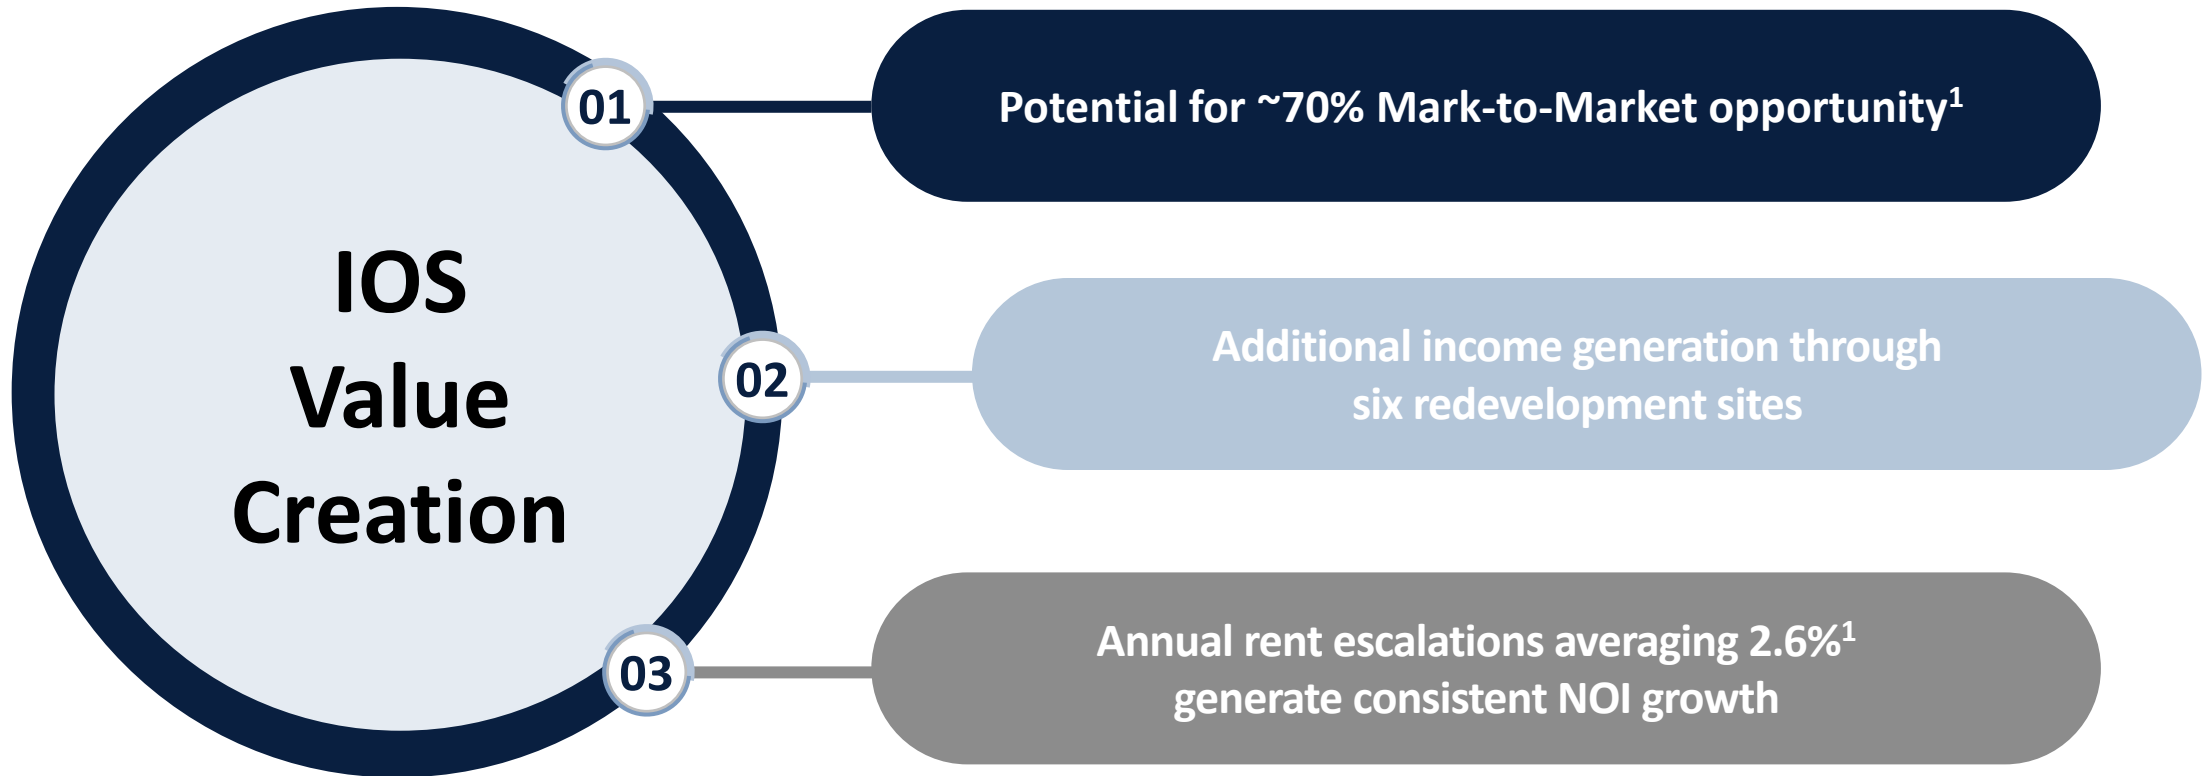 IOS
Value
Creation
01
Potential for ~70% Mark-to-Market opportunity¹
02
Additional income generation through
six redevelopment sites
03
Annual rent escalations averaging 2.6%¹
generate consistent NOI growth